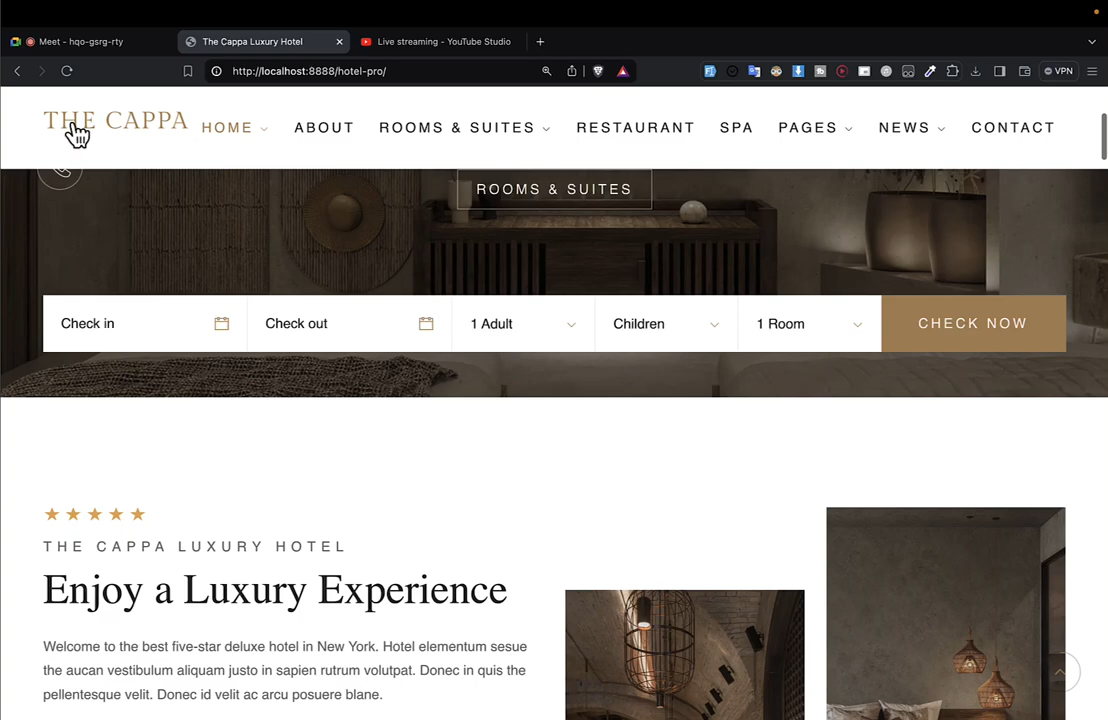 Meet - hqo-gsrg-rty
The Cappa Luxury Hotel
Live streaming - YouTube Studio
http://localhost:8888/hotel-pro/
VPN
THE CAPPA
HOME
ABOUT
ROOMS & SUITES
RESTAURANT
SPA
PAGES
NEWS
CONTACT
ROOMS & SUITES
Check in
Check out
1 Adult
Children
1 Room
CHECK NOW
THE CAPPA LUXURY HOTEL
Enjoy a Luxury Experience
Welcome to the best five-star deluxe hotel in New York. Hotel elementum sesue
the aucan vestibulum aliquam justo in sapien rutrum volutpat. Donec in quis the
pellentesque velit. Donec id velit ac arcu posuere blane.